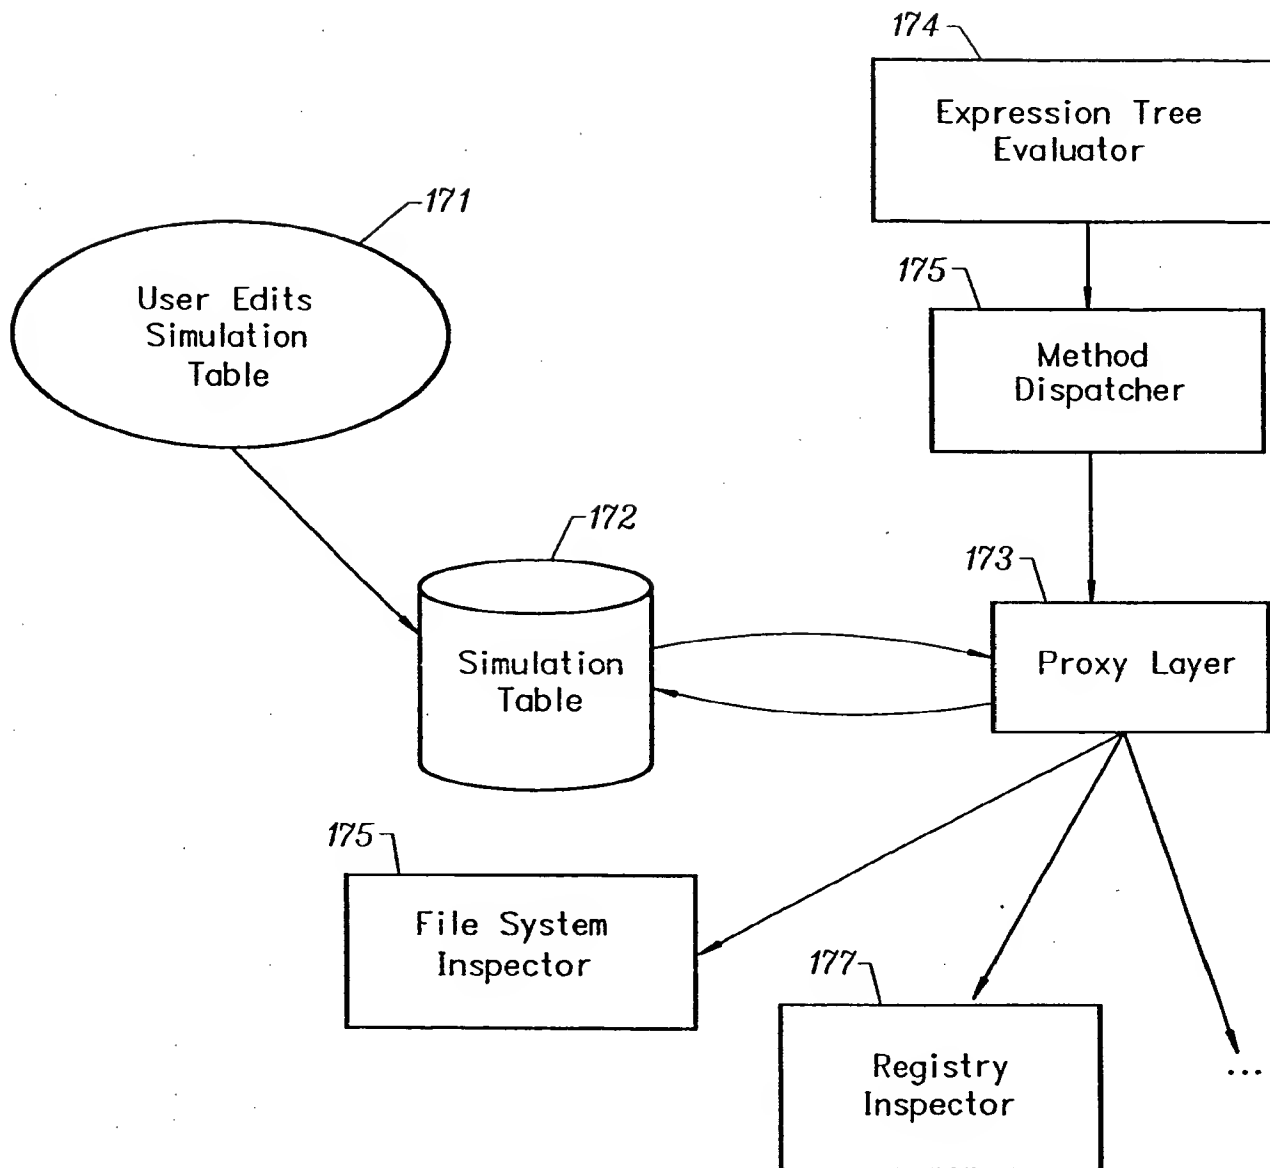 174
Expression Tree
Evaluator
171
User Edits
Simulation
Table
175
Method
Dispatcher
172
Simulation
Table
173
Proxy Layer
175
File System
Inspector
177
Registry
Inspector
...